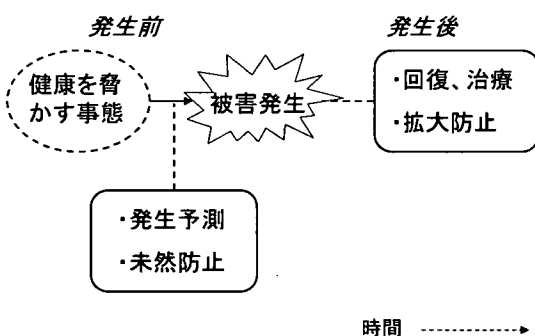 発生前
発生後
健康を脅
かす事態
被害発生
・回復、治療
・拡大防止
・発生予測
・未然防止
時間